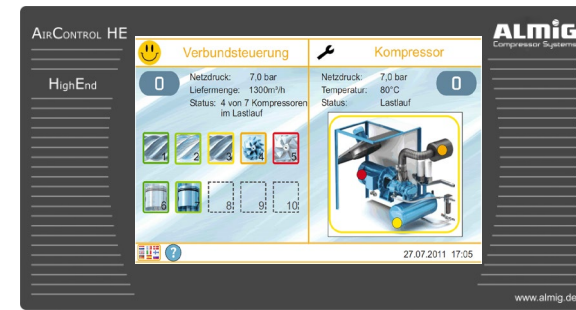 AIRCONTROL HE
HighEnd
ALMiG
Compressor Systems
Verbundsteuerung
0
Netzdruck: 7,0 bar
Liefermenge: 1300m³/h
Status: 4 von 7 Kompressoren
im Lastlauf
1 2 3 4 5
6 7 8 9 10
Kompressor
Netzdruck: 7,0 bar
Temperatur: 80°C
Status: Lastlauf
0
?
27.07.2011 17:05
www.almig.de